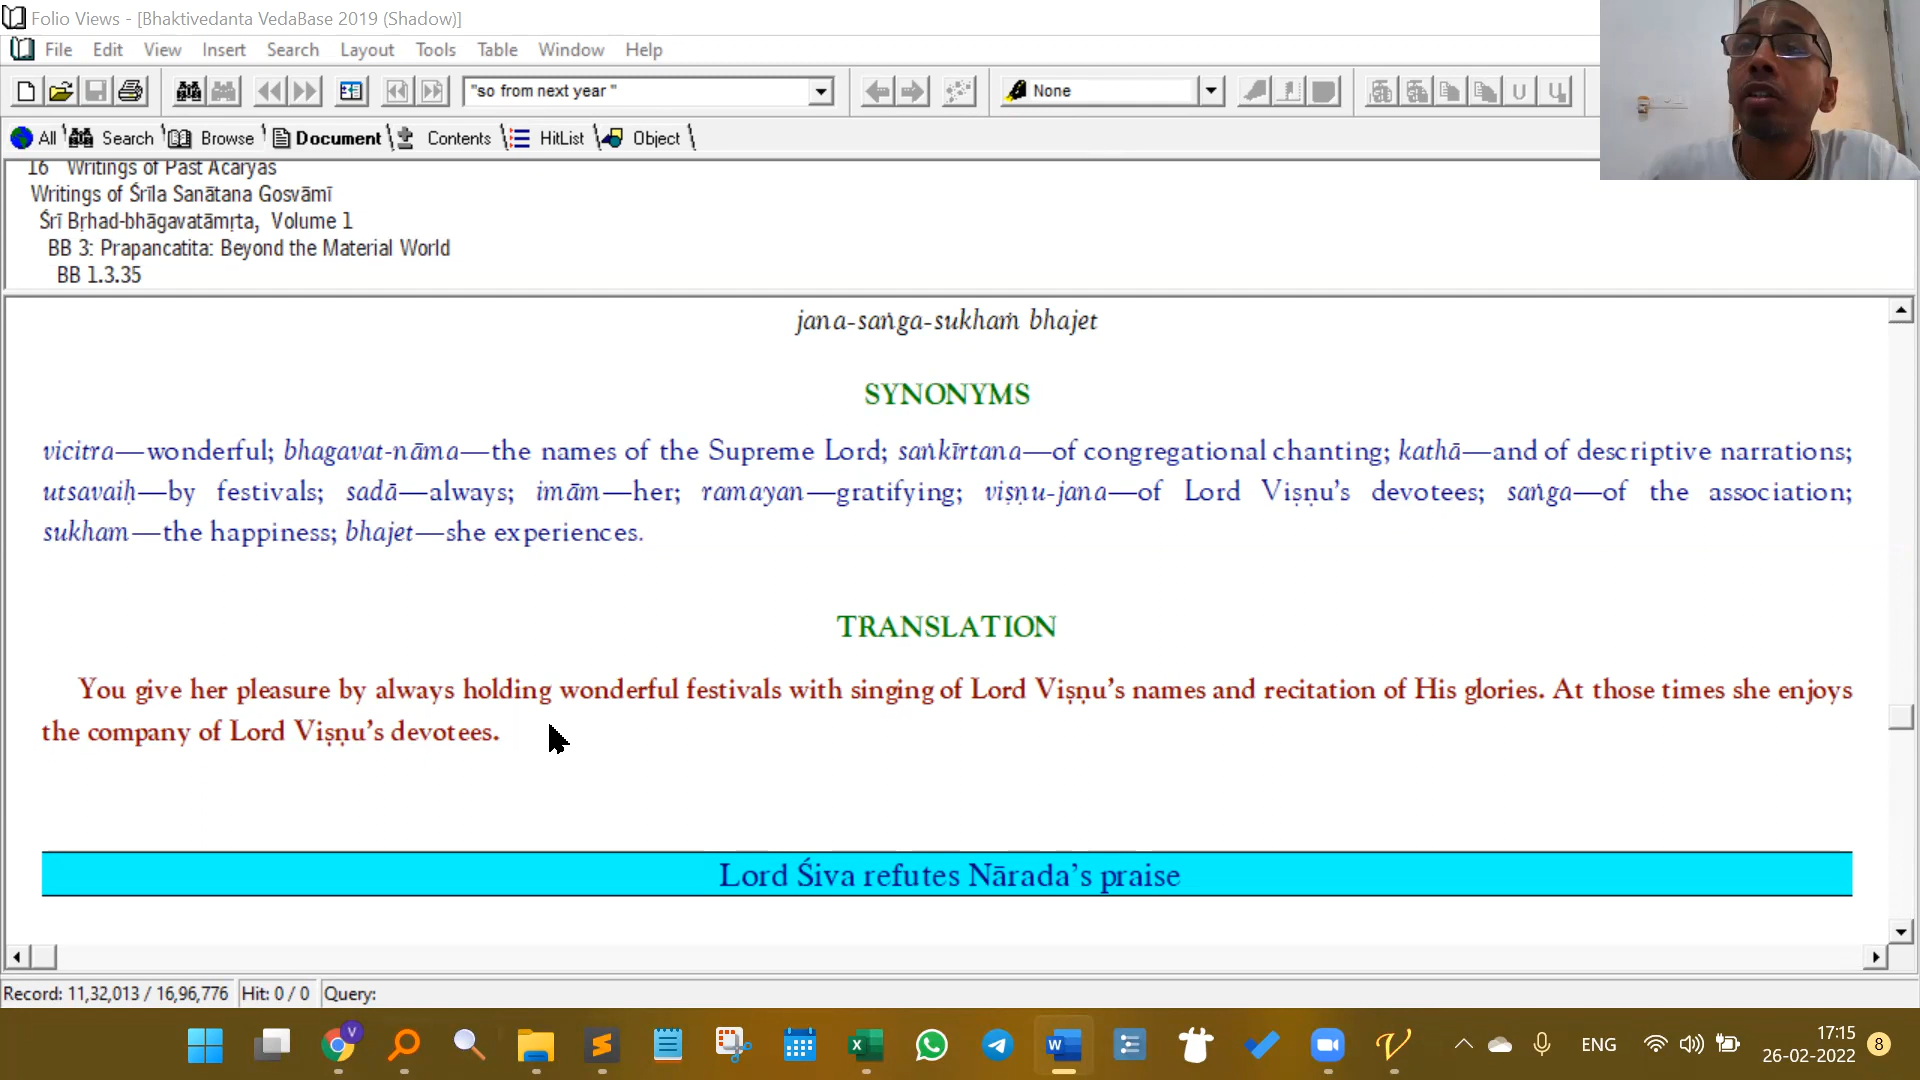 Folio Views - [Bhaktivedanta VedaBase 2019 (Shadow)]
File Edit View Insert Search Layout Tools Table Window Help
"so from next year " None
All Search Browse Document Contents HitList Object
16 Writings of Past Acaryas
Writings of Śrīla Sanātana Gosvāmī
Śrī Bṛhad-bhāgavatāmṛta, Volume 1
BB 3: Prapancatita: Beyond the Material World
BB 1.3.35
jana-saṅga-sukhaṁ bhajet
SYNONYMS
vicitra—wonderful; bhagavat-nāma—the names of the Supreme Lord; saṅkīrtana—of congregational chanting; kathā—and of descriptive narrations;
utsavaiḥ—by festivals; sadā—always; imām—her; ramayan—gratifying; viṣṇu-jana—of Lord Viṣṇu’s devotees; saṅga—of the association;
sukham—the happiness; bhajet—she experiences.
TRANSLATION
You give her pleasure by always holding wonderful festivals with singing of Lord Viṣṇu’s names and recitation of His glories. At those times she enjoys
the company of Lord Viṣṇu’s devotees.
Lord Śiva refutes Nārada’s praise
Record: 11,32,013 / 16,96,776 Hit: 0 / 0 Query:
ENG 17:15
26-02-2022 8